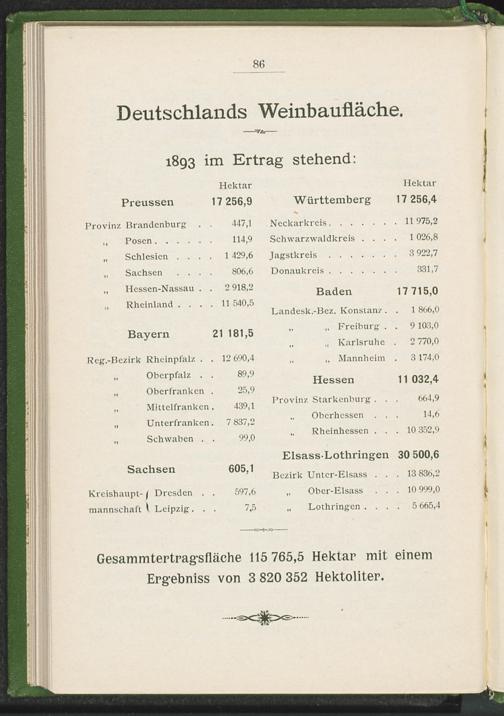 86
Deutschlands Weinbaufläche.
1893 im Ertrag stehend:
Hektar
Preussen 17 256,9
Provinz Brandenburg . . 447,1
„ Posen . . . . . . 114,9
„ Schlesien . . . . 1 429,6
„ Sachsen . . . . 806,6
„ Hessen-Nassau . . 2 918,2
„ Rheinland . . . . 11 540,5
Bayern 21 181,5
Reg.-Bezirk Rheinpfalz . . 12 690,4
„ Oberpfalz . . 89,9
„ Oberfranken . 25,9
„ Mittelfranken . 439,1
„ Unterfranken . 7 837,2
„ Schwaben . . 99,0
Sachsen 605,1
Kreishaupt- ( Dresden . . 597,6
mannschaft \ Leipzig . . . 7,5
Hektar
Württemberg 17 256,4
Neckarkreis . . . . . . . 11 975,2
Schwarzwaldkreis . . . . 1 026,8
Jagstkreis . . . . . . . 3 922,7
Donaukreis . . . . . . . 331,7
Baden 17 715,0
Landesk.-Bez. Konstanz . . 1 866,0
„ „ Freiburg . . 9 103,0
„ „ Karlsruhe . 2 770,0
„ „ Mannheim . 3 174,0
Hessen 11 032,4
Provinz Starkenburg . . . 664,9
„ Oberhessen . . . 14,6
„ Rheinhessen . . . 10 352,9
Elsass-Lothringen 30 500,6
Bezirk Unter-Elsass . . . 13 836,2
„ Ober-Elsass . . . 10 999,0
„ Lothringen . . . . 5 665,4
Gesammtertragsfläche 115 765,5 Hektar mit einem
Ergebniss von 3 820 352 Hektoliter.